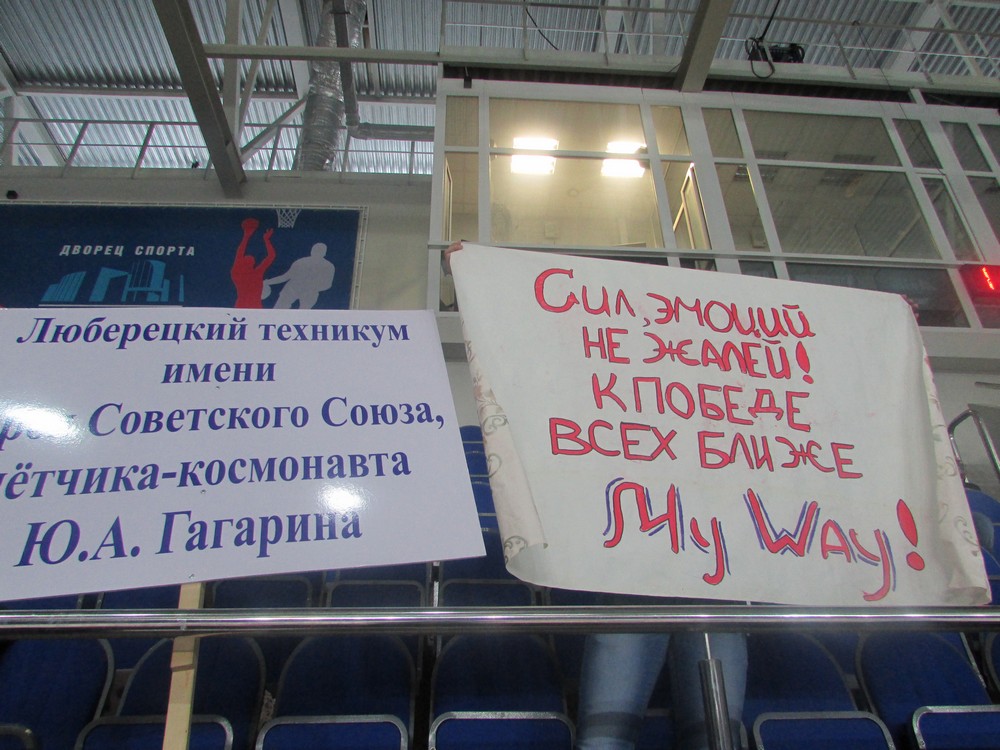 ДВОРЕЦ СПОРТА
Люберецкий техникум
имени
Советского Союза,
лётчика-космонавта
Ю.А. Гагарина
Сил, эмоций
не жалей!
К победе
всех ближе
My Way!